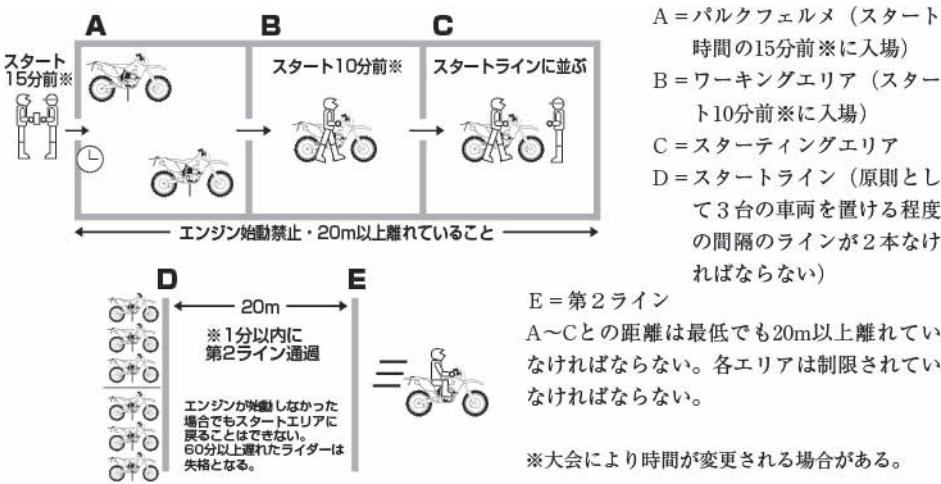 A
B
C
スタート
15分前※
スタート10分前※
スタートラインに並ぶ
エンジン始動禁止・20m以上離れていること
D
E
20m
※1分以内に
第2ライン通過
エンジンが始動しなかった
場合でもスタートエリアに
戻ることはできない。
60分以上遅れたライダーは
失格となる。
A＝パルクフェルメ（スタート
時間の15分前※に入場）
B＝ワーキングエリア（スター
ト10分前※に入場）
C＝スターティングエリア
D＝スタートライン（原則とし
て３台の車両を置ける程度
の間隔のラインが２本なけ
ればならない）
E＝第２ライン
A～Cとの距離は最低でも20m以上離れてい
なければならない。各エリアは制限されてい
なければならない。
※大会により時間が変更される場合がある。